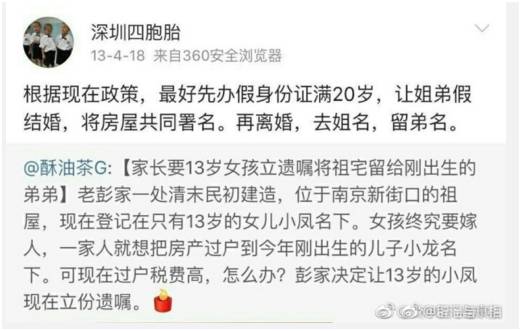 深圳四胞胎
13-4-18 来自360安全浏览器
根据现在政策，最好先办假身份证满20岁，让姐弟假
结婚，将房屋共同署名。再离婚，去姐名，留弟名。
@酥油茶G:【家长要13岁女孩立遗嘱将祖宅留给刚出生的
弟弟】老彭家一处清末民初建造，位于南京新街口的祖
屋，现在登记在只有13岁的女儿小凤名下。女孩终究要嫁
人，一家人就想把房产过户到今年刚出生的儿子小龙名
下。可现在过户税费高，怎么办？彭家决定让13岁的小凤
现在立份遗嘱。